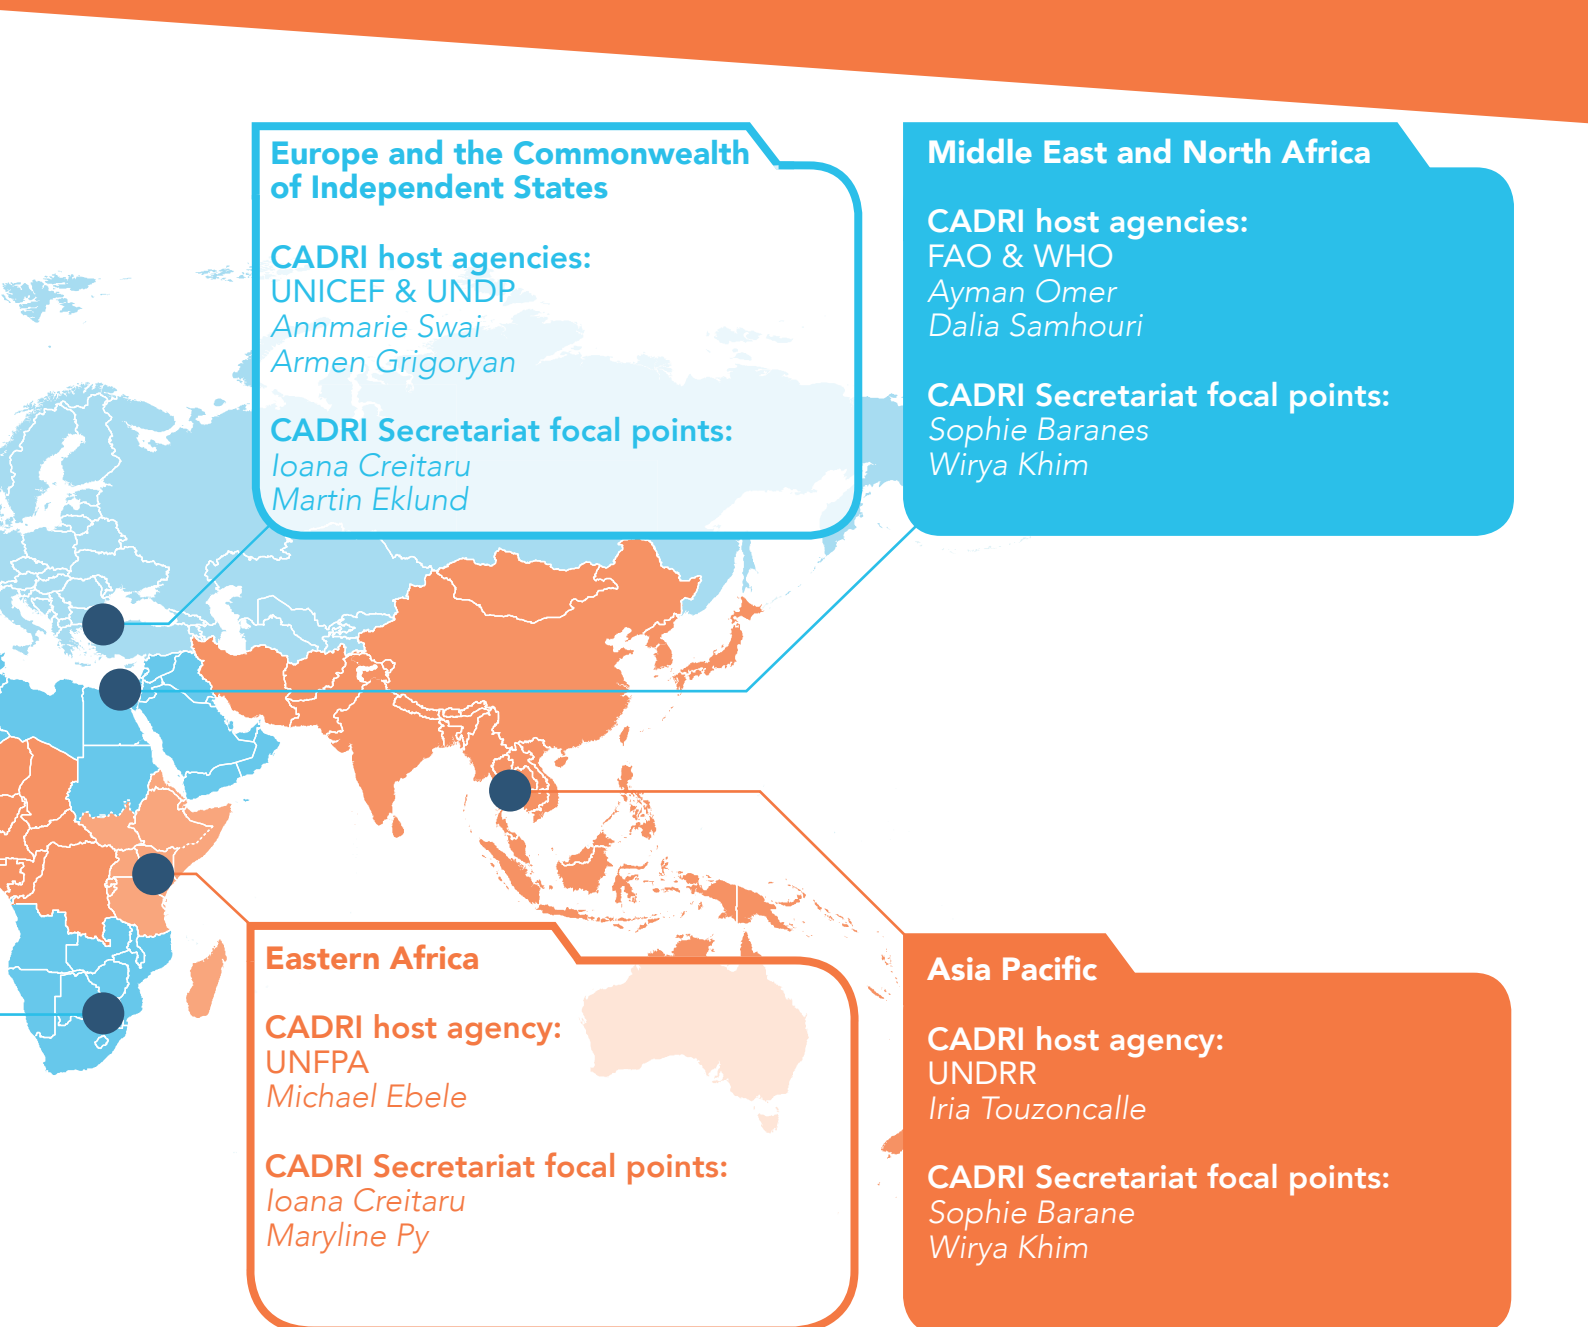 Europe and the Commonwealth
of Independent States
CADRI host agencies:
UNICEF & UNDP
Annmarie Swai
Armen Grigoryan
CADRI Secretariat focal points:
Ioana Creitaru
Martin Eklund
Middle East and North Africa
CADRI host agencies:
FAO & WHO
Ayman Omer
Dalia Samhouri
CADRI Secretariat focal points:
Sophie Baranes
Wirya Khim
Eastern Africa
CADRI host agency:
UNFPA
Michael Ebele
CADRI Secretariat focal points:
Ioana Creitaru
Maryline Py
Asia Pacific
CADRI host agency:
UNDRR
Iria Touzoncalle
CADRI Secretariat focal points:
Sophie Barane
Wirya Khim